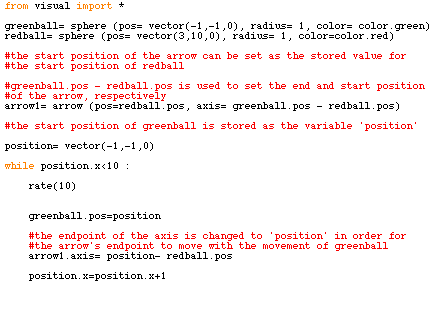 from visual import *
greenball= sphere (pos= vector(-1,-1,0), radius= 1, color= color.green)
redball= sphere (pos= vector(3,10,0), radius= 1, color=color.red)
#the start position of the arrow can be set as the stored value for
#the start position of redball
#greenball.pos - redball.pos is used to set the end and start position
#of the arrow, respectively
arrow1= arrow (pos=redball.pos, axis= greenball.pos - redball.pos)
#the start position of greenball is stored as the variable 'position'
position= vector(-1,-1,0)
while position.x<10 :
    rate(10)
    greenball.pos=position
    #the endpoint of the axis is changed to 'position' in order for
    #the arrow's endpoint to move with the movement of greenball
    arrow1.axis= position- redball.pos
    position.x=position.x+1